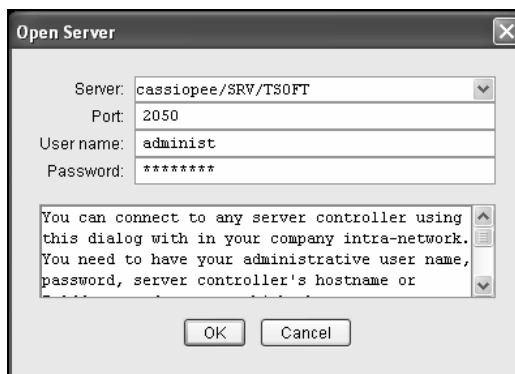 Open Server
Server: cassiopee/SRV/TSOFT
Port: 2050
User name: administ
Password: ********
You can connect to any server controller using
this dialog with in your company intra-network.
You need to have your administrative user name,
password, server controller's hostname or
OK Cancel